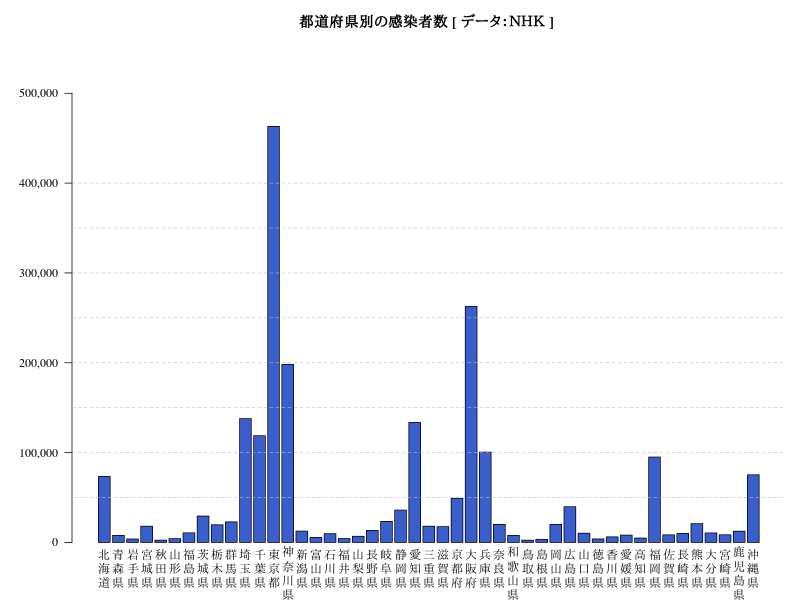 都道府県別の感染者数 [ データ：NHK ]
500,000
400,000
300,000
200,000
100,000
0
北海道
青森県
岩手県
宮城県
秋田県
山形県
福島県
茨城県
栃木県
群馬県
埼玉県
千葉県
東京都
神奈川県
新潟県
富山県
石川県
福井県
山梨県
長野県
岐阜県
静岡県
愛知県
三重県
滋賀県
京都府
大阪府
兵庫県
奈良県
和歌山県
鳥取県
島根県
岡山県
広島県
山口県
徳島県
香川県
愛媛県
高知県
福岡県
佐賀県
長崎県
熊本県
大分県
宮崎県
鹿児島県
沖縄県